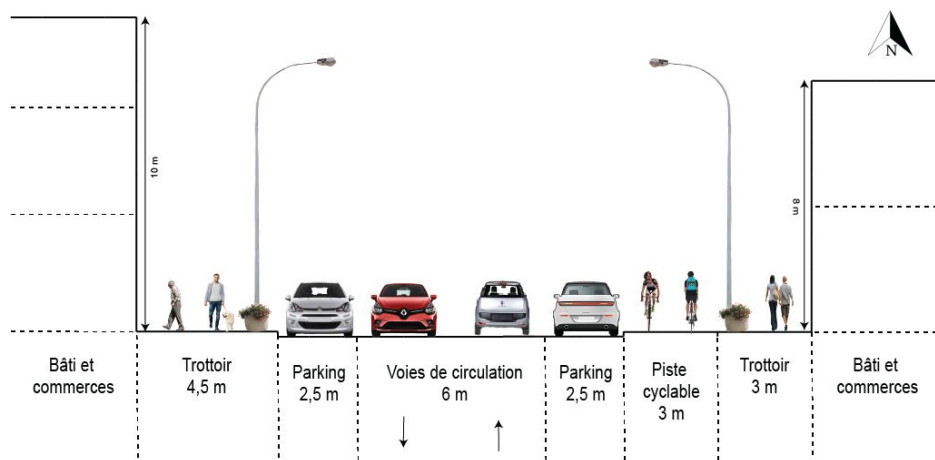 N
10 m
8 m
Bâti et
commerces
Trottoir
4,5 m
Parking
2,5 m
Voies de circulation
6 m
Parking
2,5 m
Piste
cyclable
3 m
Trottoir
3 m
Bâti et
commerces